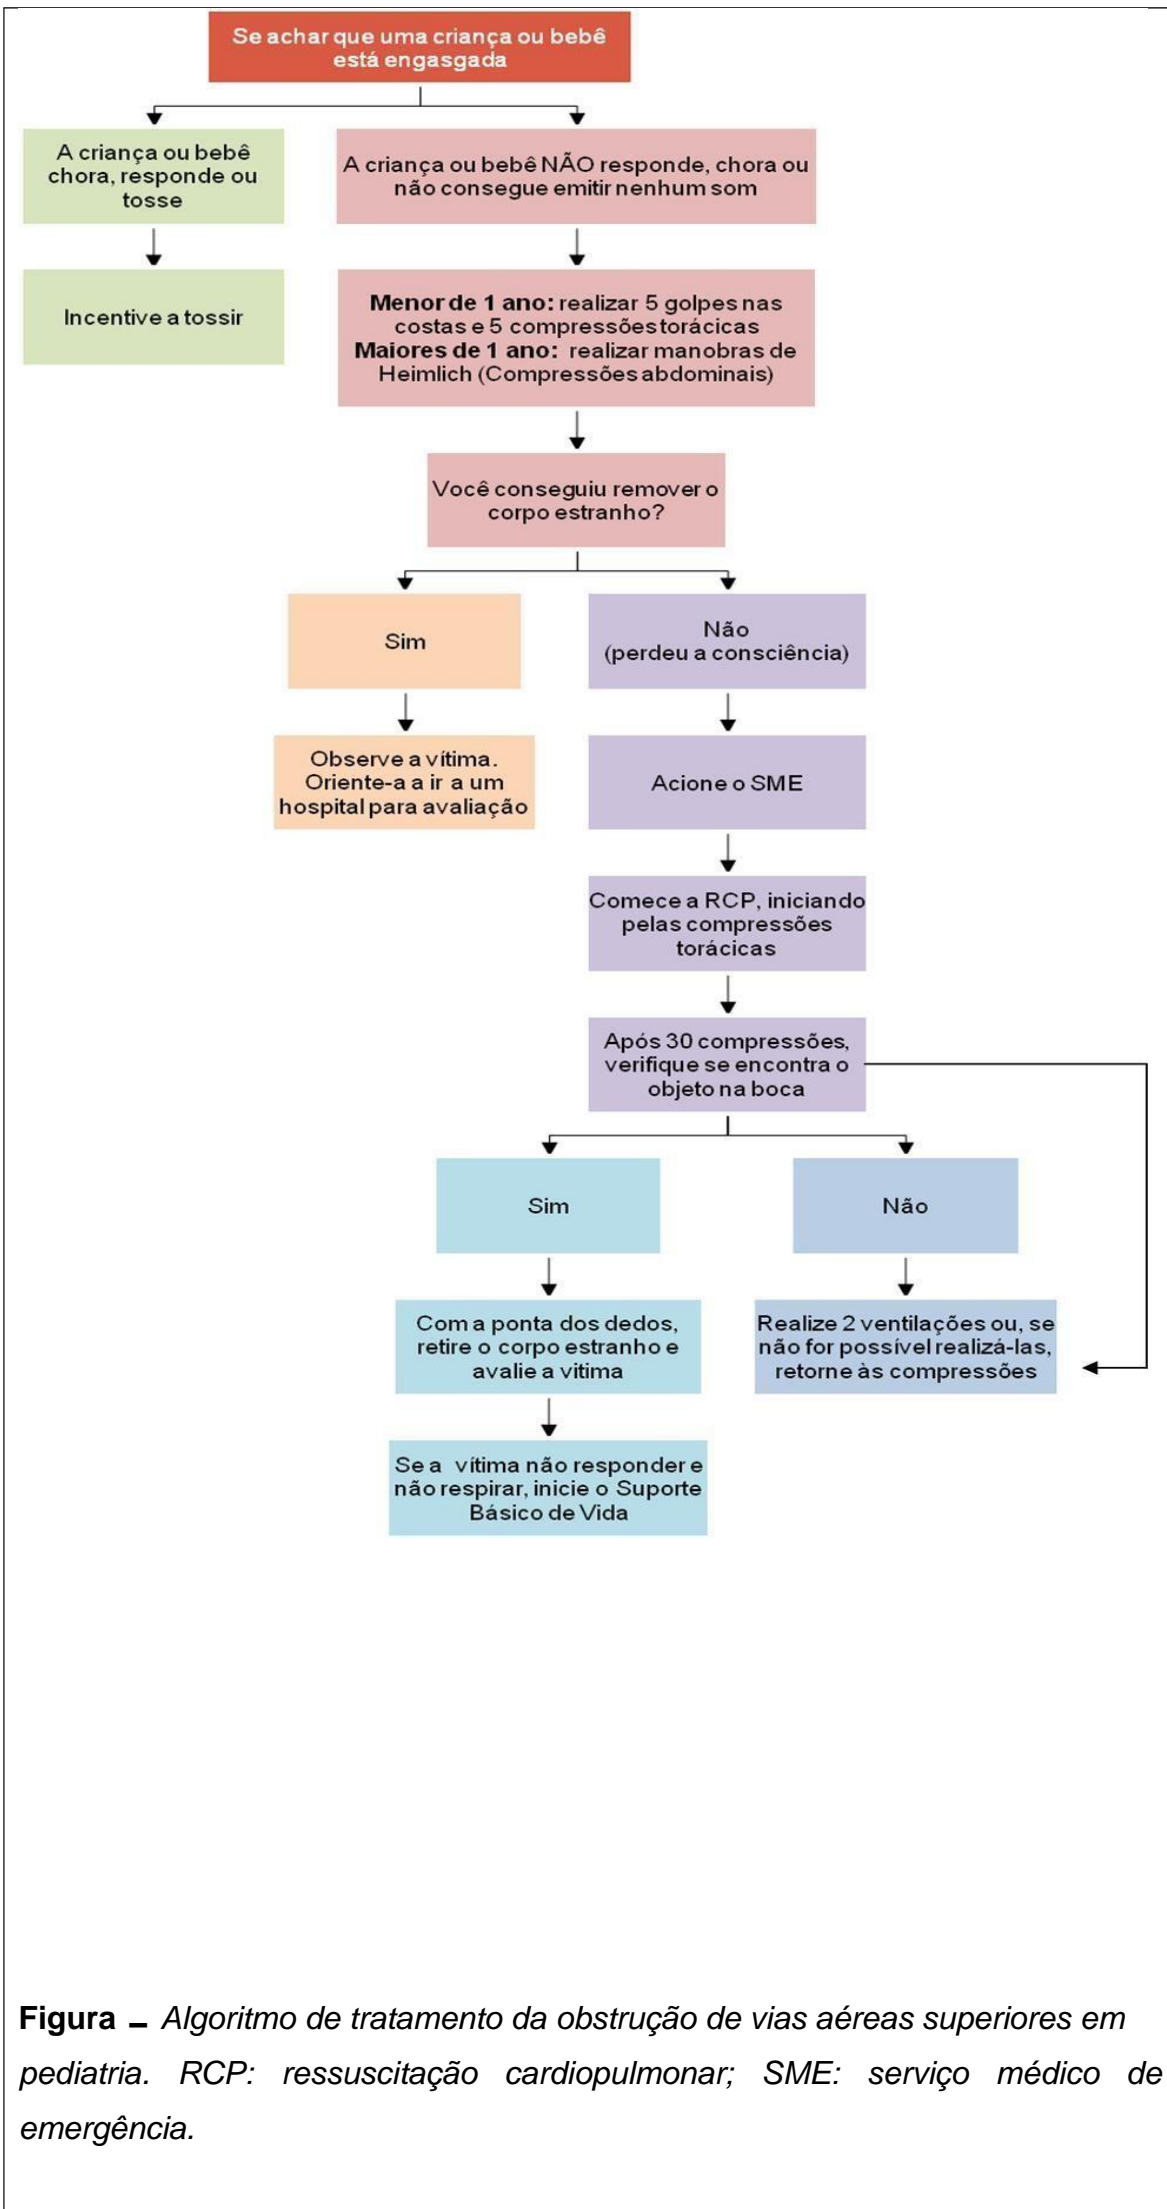 Se achar que uma criança ou bebê
está engasgada
A criança ou bebê
chora, responde ou
tosse
A criança ou bebê NÃO responde, chora ou
não consegue emitir nenhum som
Incentive a tossir
Menor de 1 ano: realizar 5 golpes nas
costas e 5 compressões torácicas
Maiores de 1 ano: realizar manobras de
Heimlich (Compressões abdominais)
Você conseguiu remover o
corpo estranho?
Sim
Não
(perdeu a consciência)
Observe a vítima.
Oriente-a a ir a um
hospital para avaliação
Acione o SME
Comece a RCP, iniciando
pelas compressões
torácicas
Após 30 compressões,
verifique se encontra o
objeto na boca
Sim
Não
Com a ponta dos dedos,
retire o corpo estranho e
avalie a vitima
Realize 2 ventilações ou, se
não for possível realizá-las,
retorne às compressões
Se a vítima não responder e
não respirar, inicie o Suporte
Básico de Vida
Figura – Algoritmo de tratamento da obstrução de vias aéreas superiores em
pediatria. RCP: ressuscitação cardiopulmonar; SME: serviço médico de
emergência.